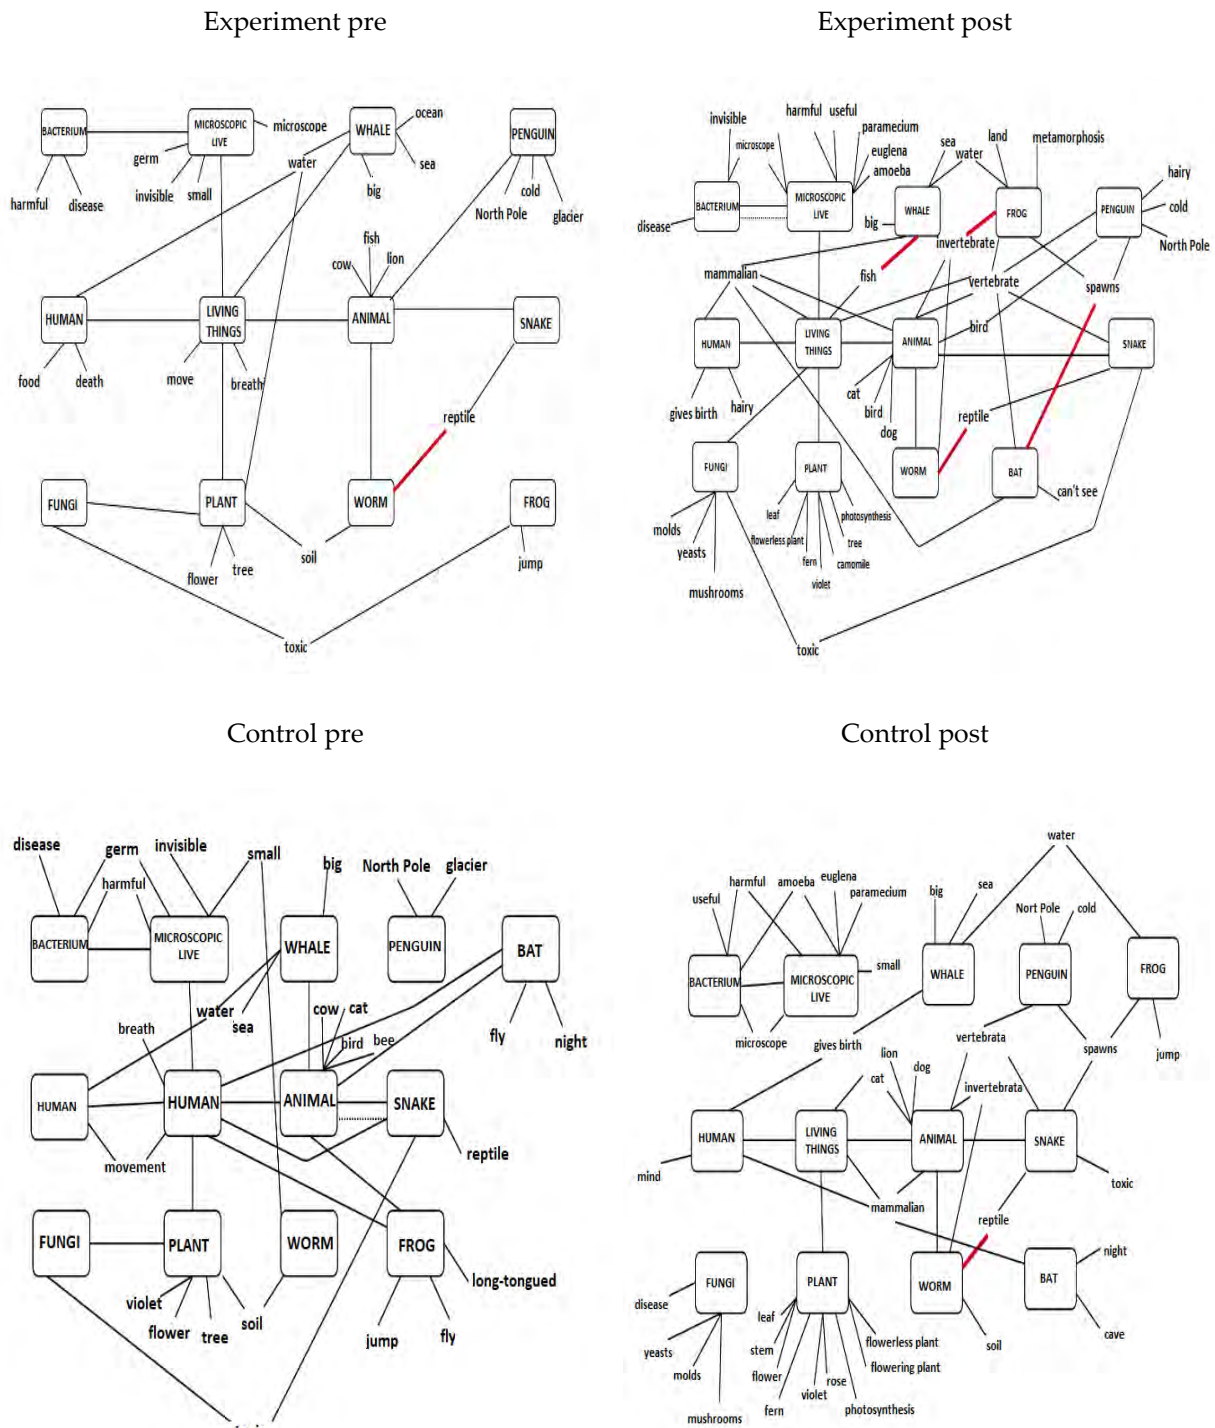 Experiment pre
Experiment post
BACTERIUM
MICROSCOPIC
LIVE
microscope
WHALE
ocean
sea
PENGUIN
germ
water
harmful
disease
invisible
small
big
North Pole
cold
glacier
fish
cow
lion
HUMAN
LIVING
THINGS
ANIMAL
SNAKE
food
death
move
breath
reptile
FUNGI
PLANT
WORM
FROG
soil
flower
tree
jump
toxic
invisible
harmful
useful
microscope
paramecium
euglena
amoeba
sea
water
land
metamorphosis
hairy
cold
North Pole
BACTERIUM
MICROSCOPIC
LIVE
WHALE
FROG
PENGUIN
disease
big
invertebrate
mammalian
fish
vertebrate
spawns
HUMAN
LIVING
THINGS
ANIMAL
bird
SNAKE
gives birth
hairy
cat
bird
dog
reptile
FUNGI
PLANT
WORM
BAT
can't see
molds
yeasts
mushrooms
leaf
flowerless plant
fern
violet
camomile
tree
photosynthesis
toxic
Control pre
Control post
disease
germ
invisible
small
harmful
big
North Pole
glacier
BACTERIUM
MICROSCOPIC
LIVE
WHALE
PENGUIN
BAT
breath
water
sea
cow
cat
bird
bee
fly
night
HUMAN
HUMAN
ANIMAL
SNAKE
movement
reptile
FUNGI
PLANT
WORM
FROG
long-tongued
violet
flower
tree
soil
jump
fly
water
useful
harmful
amoeba
euglena
paramecium
big
sea
Nort Pole
cold
BACTERIUM
MICROSCOPIC
LIVE
small
WHALE
PENGUIN
FROG
microscope
gives birth
lion
cat
dog
vertebrata
invertebrata
spawns
jump
HUMAN
LIVING
THINGS
ANIMAL
SNAKE
mind
mammalian
toxic
reptile
FUNGI
PLANT
WORM
BAT
night
cave
disease
yeasts
molds
mushrooms
leaf
stem
flower
fern
violet
rose
photosynthesis
flowering plant
flowerless plant
soil